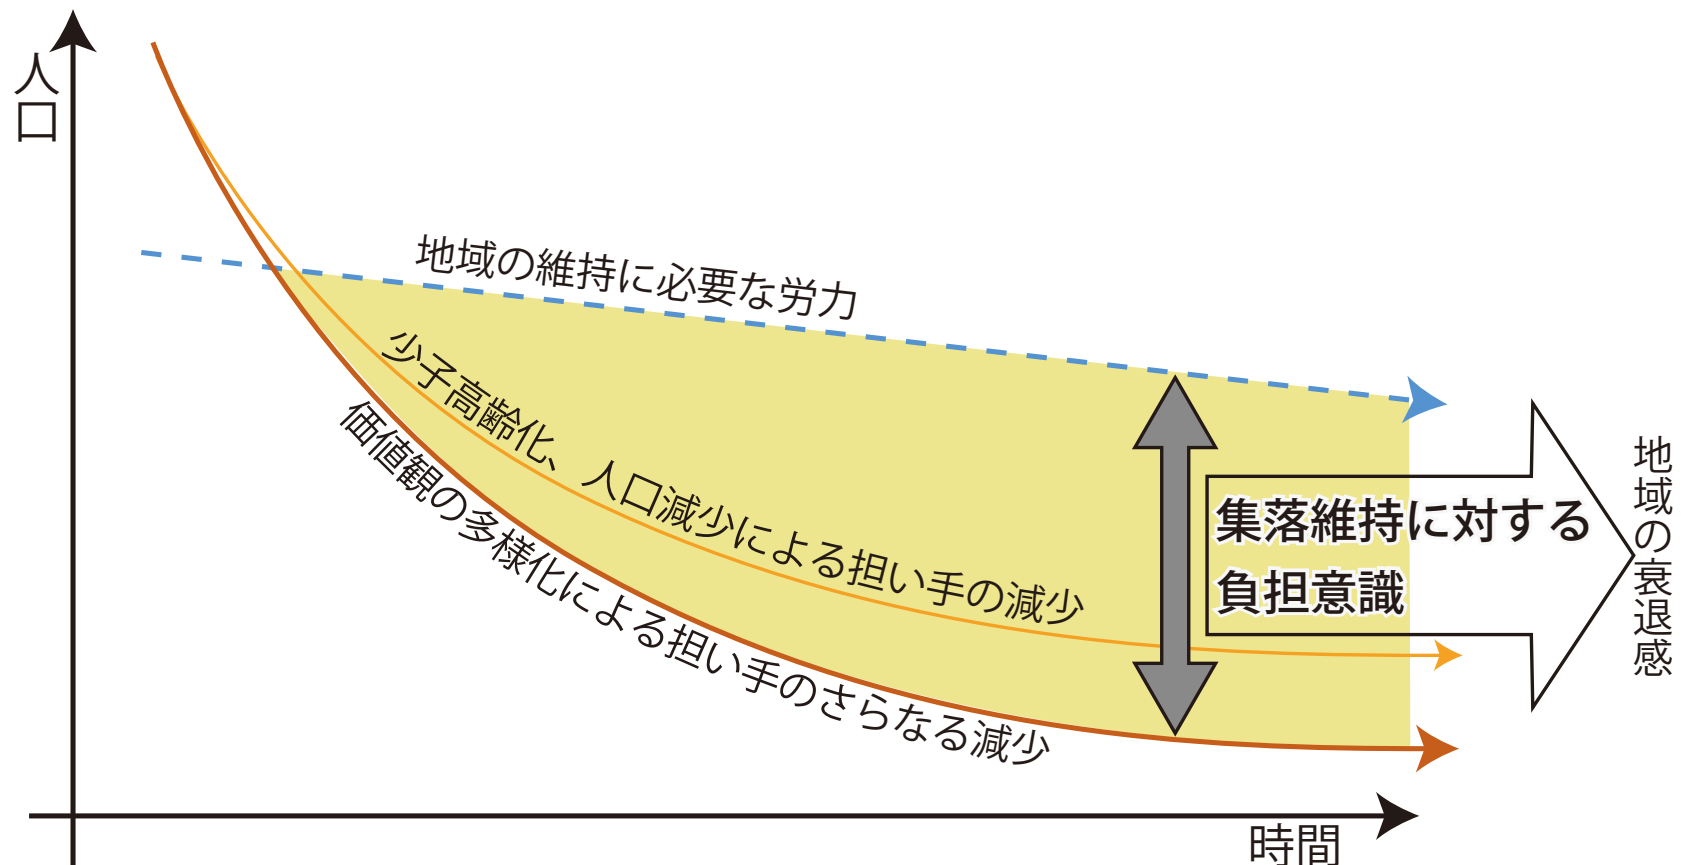 人口
地域の維持に必要な労力
少子高齢化、人口減少による担い手の減少
価値観の多様化による担い手のさらなる減少
集落維持に対する
負担意識
地域の衰退感
時間